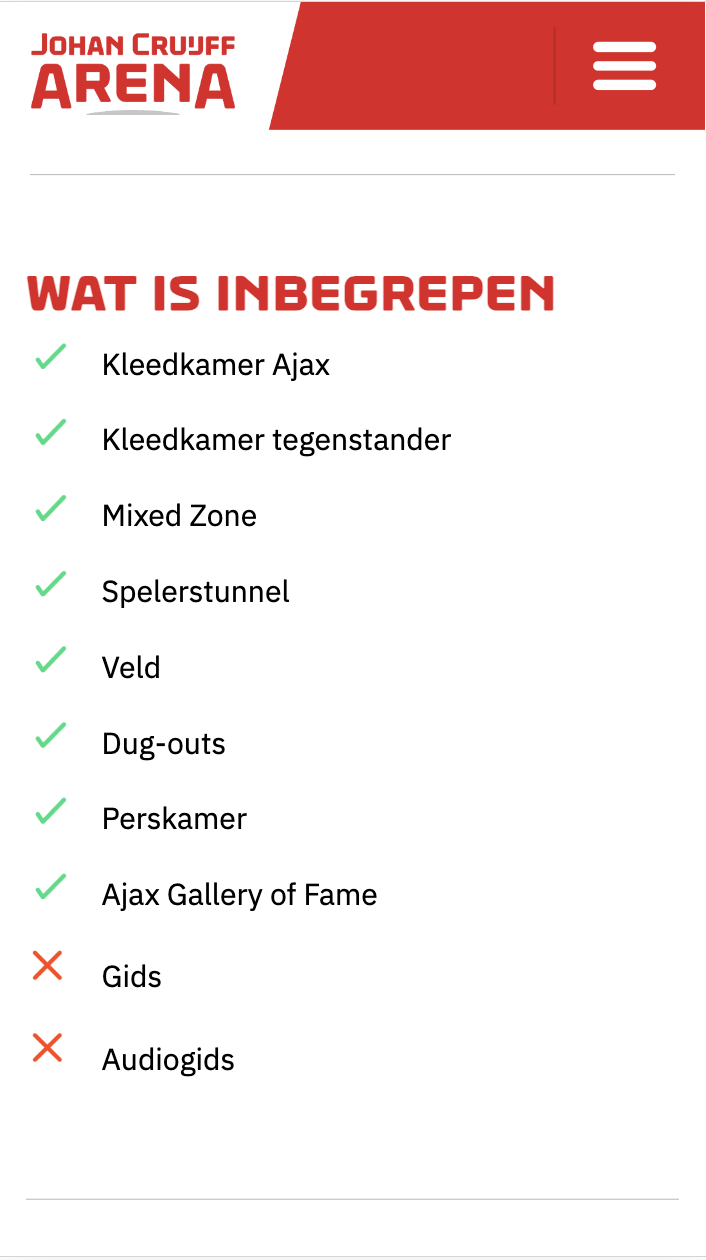 JOHAN CRUIJFF
ARENA
WAT IS INBEGREPEN
Kleedkamer Ajax
Kleedkamer tegenstander
Mixed Zone
Spelerstunnel
Veld
Dug-outs
Perskamer
Ajax Gallery of Fame
Gids
Audiogids